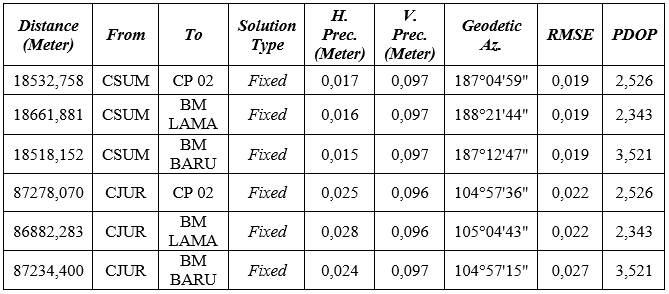 Distance (Meter) From To Solution Type H. Prec. (Meter) V. Prec. (Meter) Geodetic Az. RMSE PDOP
18532,758 CSUM CP 02 Fixed 0,017 0,097 187°04'59" 0,019 2,526
18661,881 CSUM BM LAMA Fixed 0,016 0,097 188°21'44" 0,019 2,343
18518,152 CSUM BM BARU Fixed 0,015 0,097 187°12'47" 0,019 3,521
87278,070 CJUR CP 02 Fixed 0,025 0,096 104°57'36" 0,022 2,526
86882,283 CJUR BM LAMA Fixed 0,028 0,096 105°04'43" 0,022 2,343
87234,400 CJUR BM BARU Fixed 0,024 0,097 104°57'15" 0,027 3,521